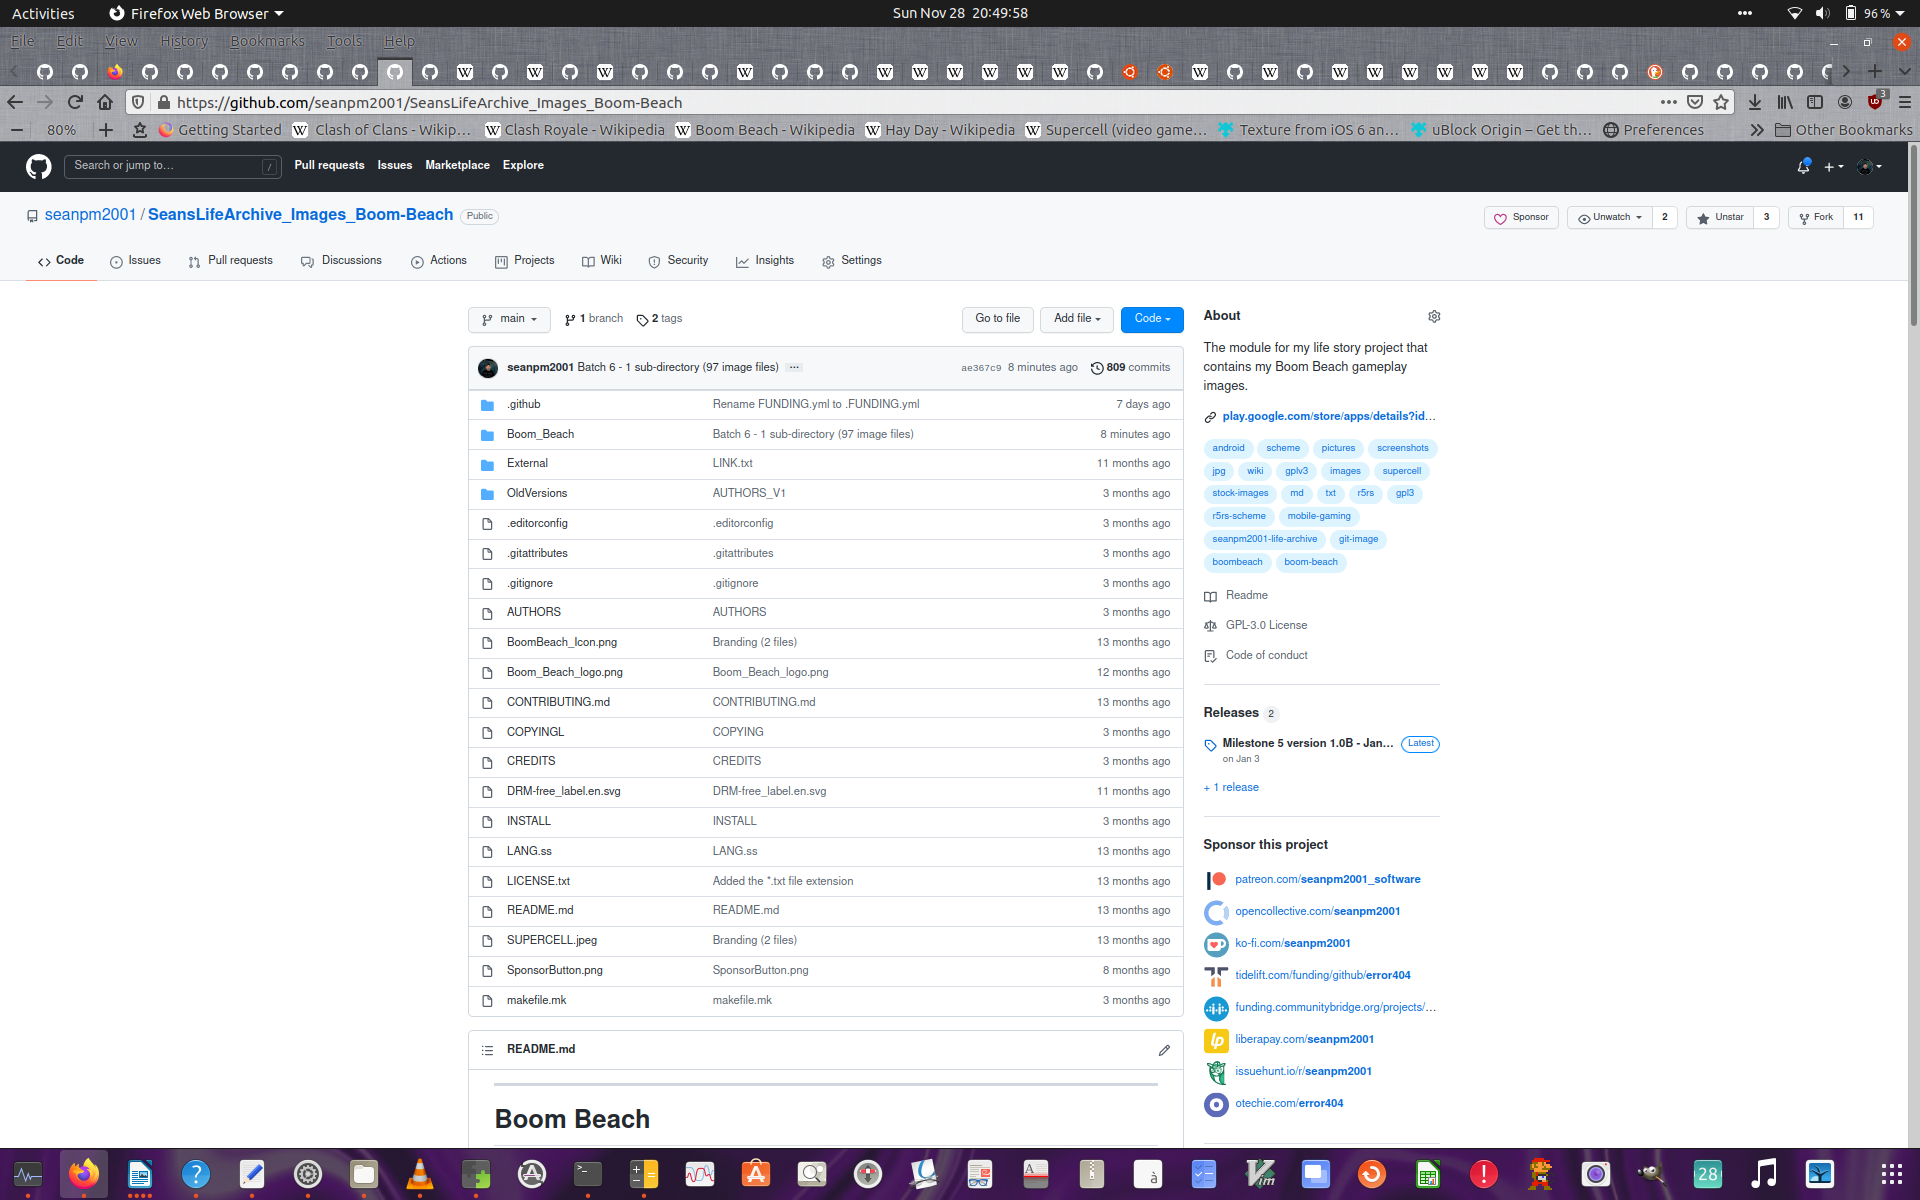 Activities Firefox Web Browser Sun Nov 28 20:49:58 96 %
File Edit View History Bookmarks Tools Help
https://github.com/seanpm2001/SeansLifeArchive_Images_Boom-Beach 3
80% Getting Started Clash of Clans - Wikip… Clash Royale - Wikipedia Boom Beach - Wikipedia Hay Day - Wikipedia Supercell (video game… Texture from iOS 6 an… uBlock Origin – Get th… Preferences Other Bookmarks
Search or jump to… / Pull requests Issues Marketplace Explore
seanpm2001 / SeansLifeArchive_Images_Boom-Beach Public Sponsor Unwatch 2 Unstar 3 Fork 11
Code Issues Pull requests Discussions Actions Projects Wiki Security Insights Settings
main 1 branch 2 tags Go to file Add file Code
seanpm2001 Batch 6 - 1 sub-directory (97 image files) ae367c9 8 minutes ago 809 commits
.github Rename FUNDING.yml to .FUNDING.yml 7 days ago
Boom_Beach Batch 6 - 1 sub-directory (97 image files) 8 minutes ago
External LINK.txt 11 months ago
OldVersions AUTHORS_V1 3 months ago
.editorconfig .editorconfig 3 months ago
.gitattributes .gitattributes 3 months ago
.gitignore .gitignore 3 months ago
AUTHORS AUTHORS 3 months ago
BoomBeach_Icon.png Branding (2 files) 13 months ago
Boom_Beach_logo.png Boom_Beach_logo.png 12 months ago
CONTRIBUTING.md CONTRIBUTING.md 13 months ago
COPYINGL COPYING 3 months ago
CREDITS CREDITS 3 months ago
DRM-free_label.en.svg DRM-free_label.en.svg 11 months ago
INSTALL INSTALL 3 months ago
LANG.ss LANG.ss 13 months ago
LICENSE.txt Added the *.txt file extension 13 months ago
README.md README.md 13 months ago
SUPERCELL.jpeg Branding (2 files) 13 months ago
SponsorButton.png SponsorButton.png 8 months ago
makefile.mk makefile.mk 3 months ago
README.md
Boom Beach
About
The module for my life story project that
contains my Boom Beach gameplay
images.
play.google.com/store/apps/details?id…
android scheme pictures screenshots
jpg wiki gplv3 images supercell
stock-images md txt r5rs gpl3
r5rs-scheme mobile-gaming
seanpm2001-life-archive git-image
boombeach boom-beach
Readme
GPL-3.0 License
Code of conduct
Releases 2
Milestone 5 version 1.0B - Jan… Latest
on Jan 3
+ 1 release
Sponsor this project
patreon.com/seanpm2001_software
opencollective.com/seanpm2001
ko-fi.com/seanpm2001
tidelift.com/funding/github/error404
funding.communitybridge.org/projects/…
liberapay.com/seanpm2001
issuehunt.io/r/seanpm2001
otechie.com/error404
28